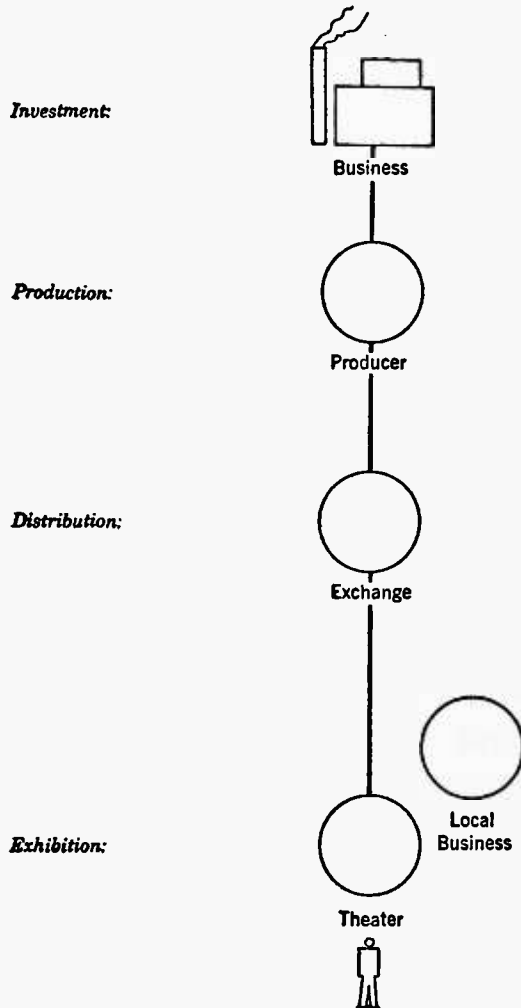 Investment:
Business
Production:
Producer
Distribution:
Exchange
Local
Business
Exhibition:
Theater